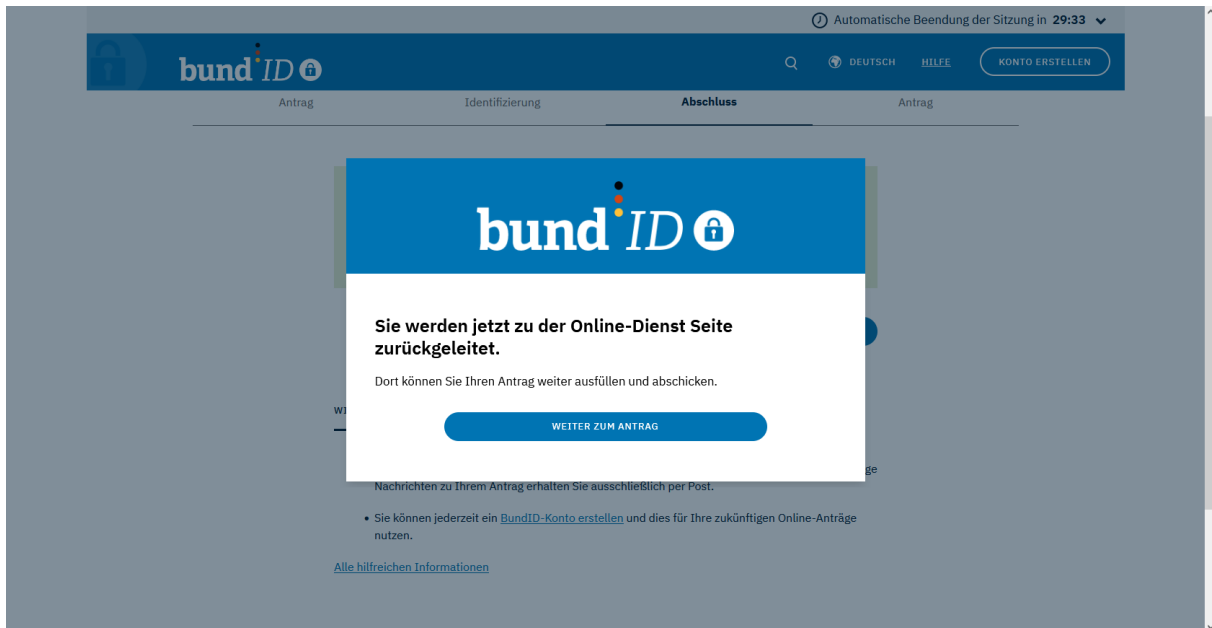 Automatische Beendung der Sitzung in 29:33
bund ID
DEUTSCH HILFE KONTO ERSTELLEN
Antrag Identifizierung Abschluss Antrag
bund ID
Sie werden jetzt zu der Online-Dienst Seite
zurückgeleitet.
Dort können Sie Ihren Antrag weiter ausfüllen und abschicken.
WEITER ZUM ANTRAG
Nachrichten zu Ihrem Antrag erhalten Sie ausschließlich per Post.
• Sie können jederzeit ein BundID-Konto erstellen und dies für Ihre zukünftigen Online-Anträge
nutzen.
Alle hilfreichen Informationen